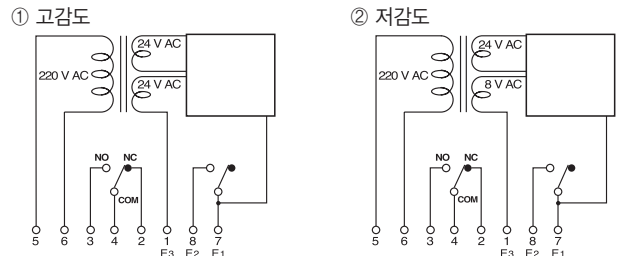 ① 고감도
24 V AC
220 V AC
24 V AC
NO NC
COM
5 6 3 4 2 1 8 7
E3 E2 E1
② 저감도
24 V AC
220 V AC
8 V AC
NO NC
COM
5 6 3 4 2 1 8 7
E3 E2 E1